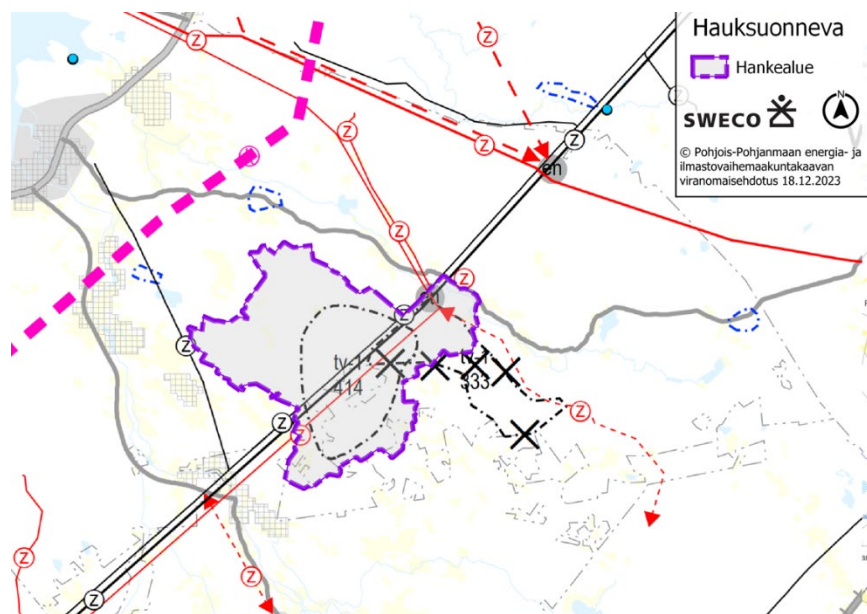 Hauksuonneva
Hankealue
N
SWECO
© Pohjois-Pohjanmaan energia- ja
ilmastovaihemaakuntakaavan
viranomaisehdotus 18.12.2023
Z
Z
Z
Z
Z
Z
en
Z
Z
Z
Z
tv-1
414
tv-1
333
Z
Z
Z
Z
Z
Z